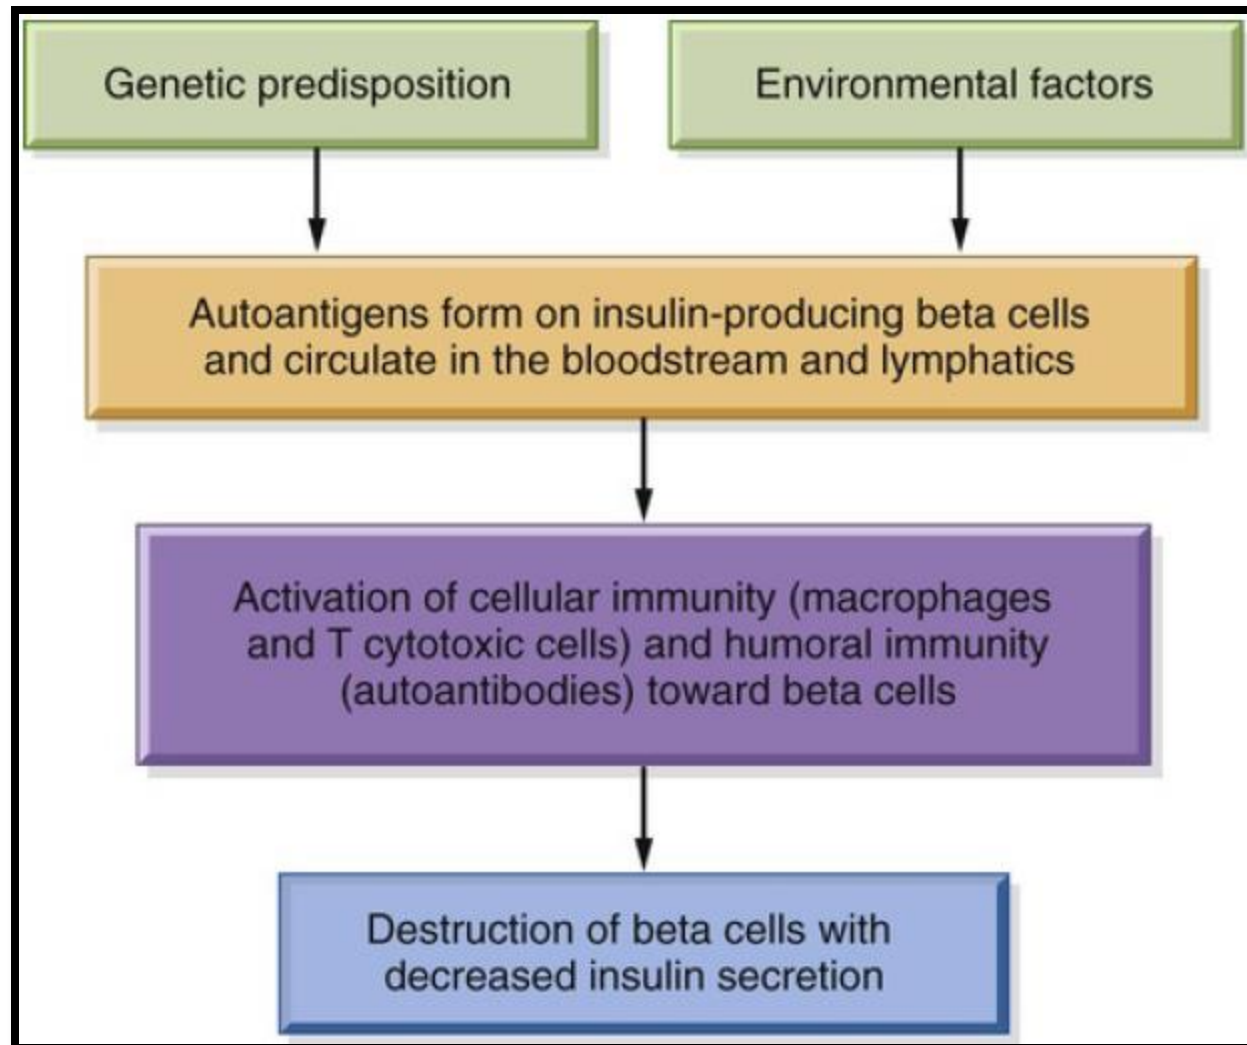 Genetic predisposition
Environmental factors
Autoantigens form on insulin-producing beta cells
and circulate in the bloodstream and lymphatics
Activation of cellular immunity (macrophages
and T cytotoxic cells) and humoral immunity
(autoantibodies) toward beta cells
Destruction of beta cells with
decreased insulin secretion